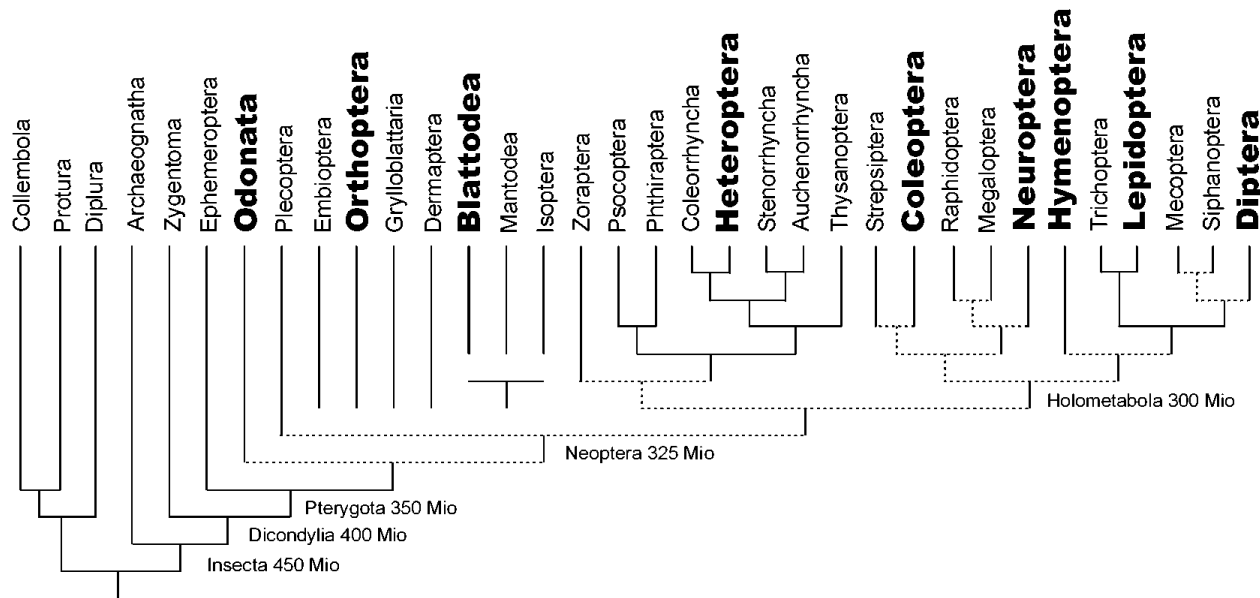 Collembola
Protura
Diplura
Archaeognatha
Zygentoma
Ephemeroptera
Odonata
Plecoptera
Embioptera
Orthoptera
Grylloblattaria
Dermaptera
Blattodea
Mantodea
Isoptera
Zoraptera
Psocoptera
Phthiraptera
Coleorrhyncha
Heteroptera
Stenorrhyncha
Auchenorrhyncha
Thysanoptera
Strepsiptera
Coleoptera
Raphidoptera
Megaloptera
Neuroptera
Hymenoptera
Trichoptera
Lepidoptera
Mecoptera
Siphanoptera
Diptera
Holometabola 300 Mio
Neoptera 325 Mio
Pterygota 350 Mio
Dicondylia 400 Mio
Insecta 450 Mio